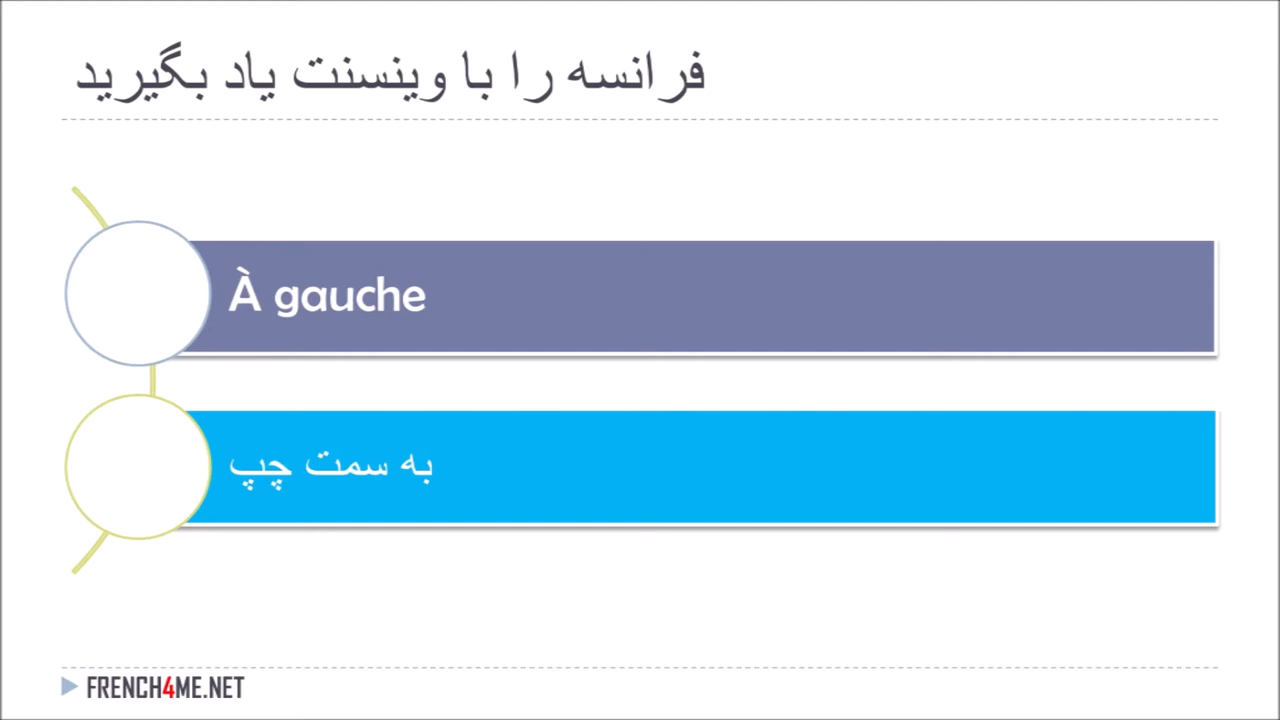 فرانسه را با وینسنت یاد بگیرید
À gauche
به سمت چپ
FRENCH4ME.NET